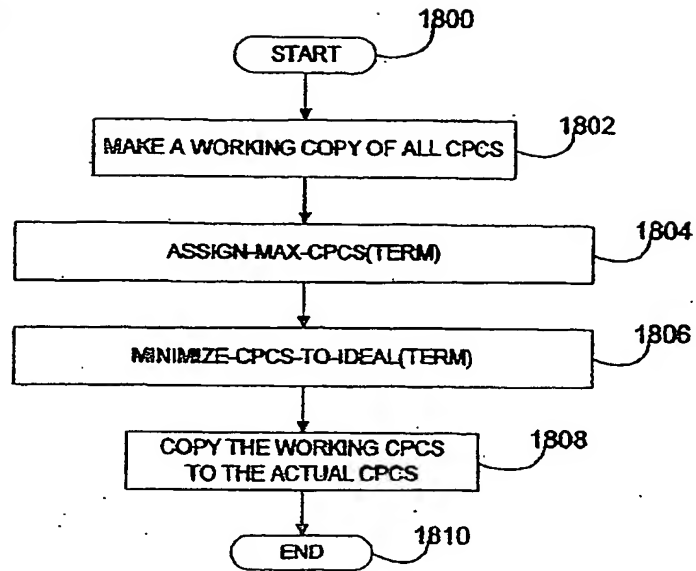 1800
START
1802
MAKE A WORKING COPY OF ALL CPCS
1804
ASSIGN-MAX-CPCS(TERM)
1806
MINIMIZE-CPCS-TO-IDEAL(TERM)
1808
COPY THE WORKING CPCS
TO THE ACTUAL CPCS
1810
END